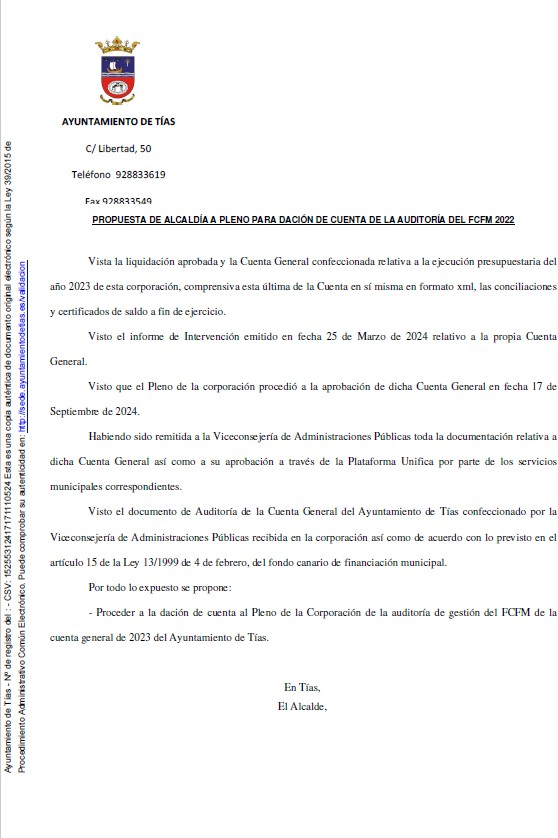 AYUNTAMIENTO DE TÍAS
C/ Libertad, 50
Teléfono 928833619
Fax 928833549
PROPUESTA DE ALCALDÍA A PLENO PARA DACIÓN DE CUENTA DE LA AUDITORÍA DEL FCFM 2022
Vista la liquidación aprobada y la Cuenta General confeccionada relativa a la ejecución presupuestaria del
año 2023 de esta corporación, comprensiva esta última de la Cuenta en sí misma en formato xml, las conciliaciones
y certificados de saldo a fin de ejercicio.
Visto el informe de Intervención emitido en fecha 25 de Marzo de 2024 relativo a la propia Cuenta
General.
Visto que el Pleno de la corporación procedió a la aprobación de dicha Cuenta General en fecha 17 de
Septiembre de 2024.
Habiendo sido remitida a la Viceconsejería de Administraciones Públicas toda la documentación relativa a
dicha Cuenta General así como a su aprobación a través de la Plataforma Unifica por parte de los servicios
municipales correspondientes.
Visto el documento de Auditoría de la Cuenta General del Ayuntamiento de Tías confeccionado por la
Viceconsejería de Administraciones Públicas recibida en la corporación así como de acuerdo con lo previsto en el
artículo 15 de la Ley 13/1999 de 4 de febrero, del fondo canario de financiación municipal.
Por todo lo expuesto se propone:
- Proceder a la dación de cuenta al Pleno de la Corporación de la auditoría de gestión del FCFM de la
cuenta general de 2023 del Ayuntamiento de Tías.
En Tías,
El Alcalde,
Ayuntamiento de Tías - Nº de registro del : - CSV: 15255312417171110524 Esta es una copia auténtica de documento original electrónico según la Ley 39/2015 de
Procedimiento Administrativo Común Electrónico. Puede comprobar su autenticidad en: http://sede.ayuntamientodetias.es/validacion